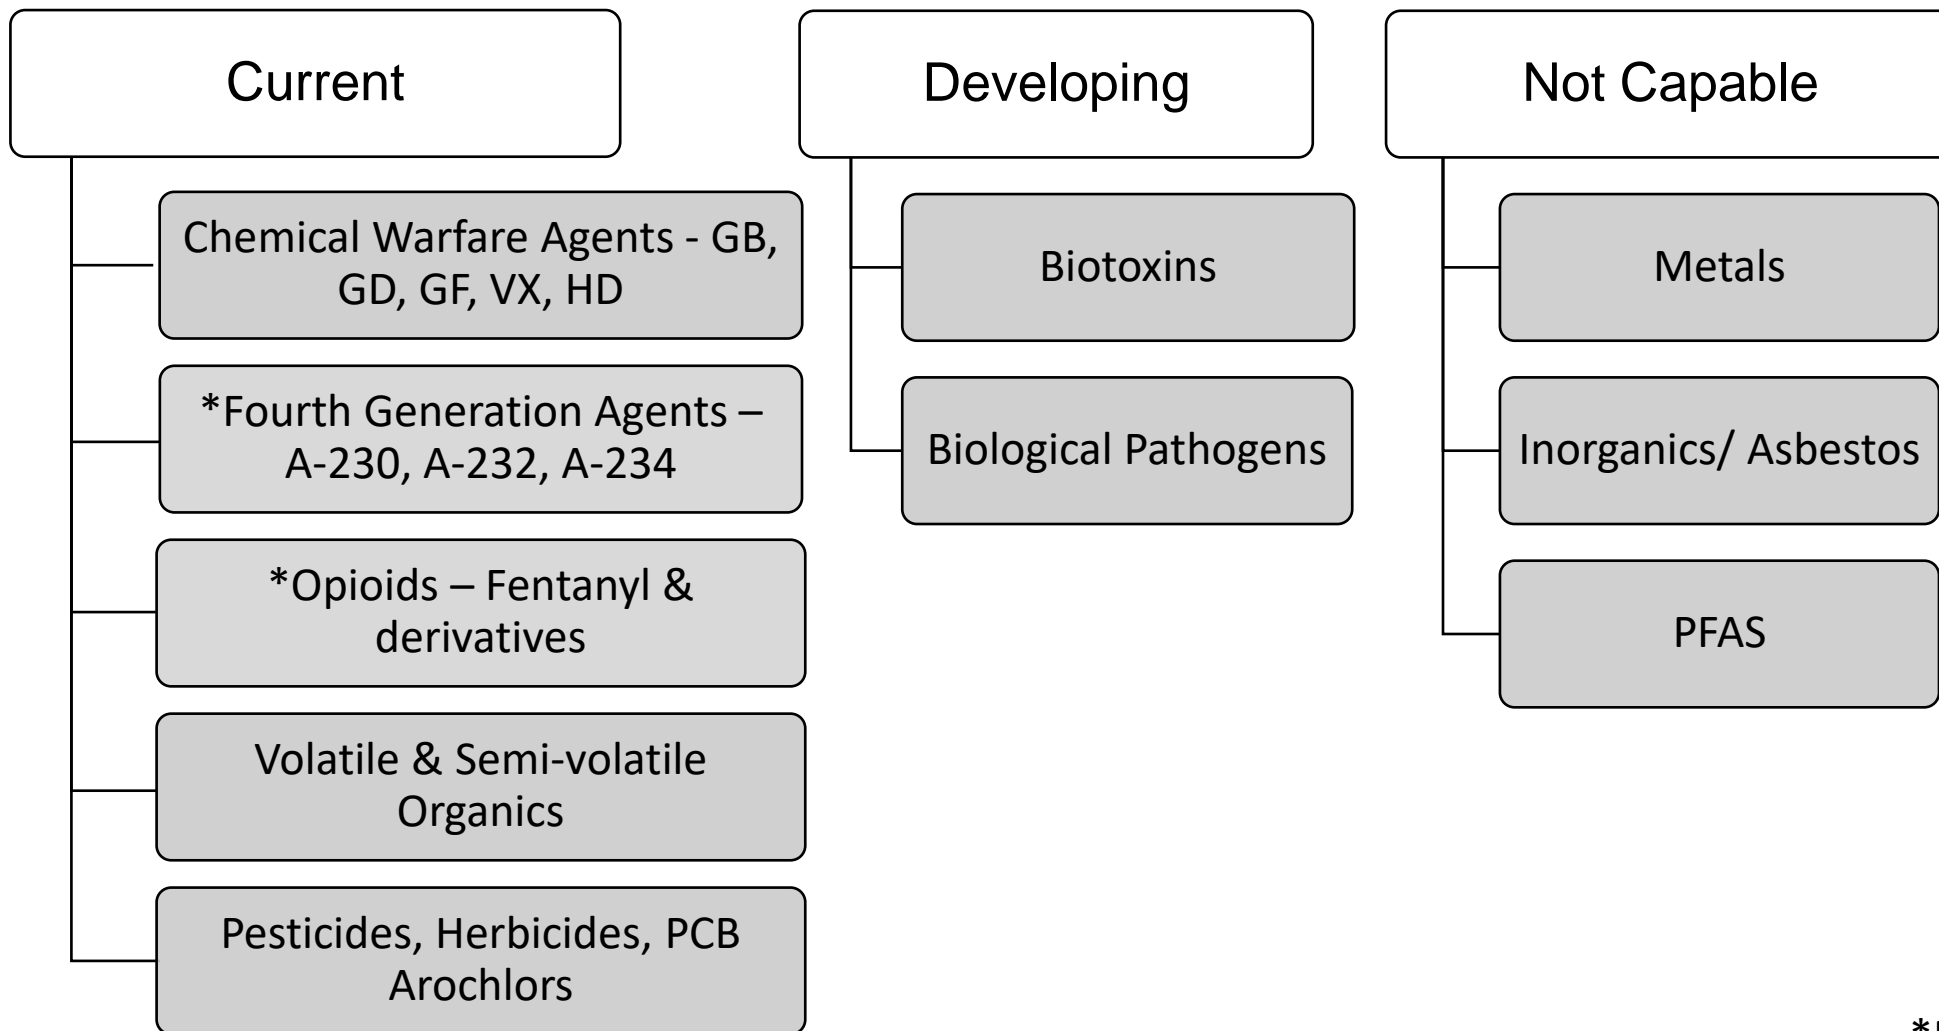 Current
Chemical Warfare Agents - GB,
GD, GF, VX, HD
*Fourth Generation Agents –
A-230, A-232, A-234
*Opioids – Fentanyl &
derivatives
Volatile & Semi-volatile
Organics
Pesticides, Herbicides, PCB
Arochlors
Developing
Biotoxins
Biological Pathogens
Not Capable
Metals
Inorganics/ Asbestos
PFAS